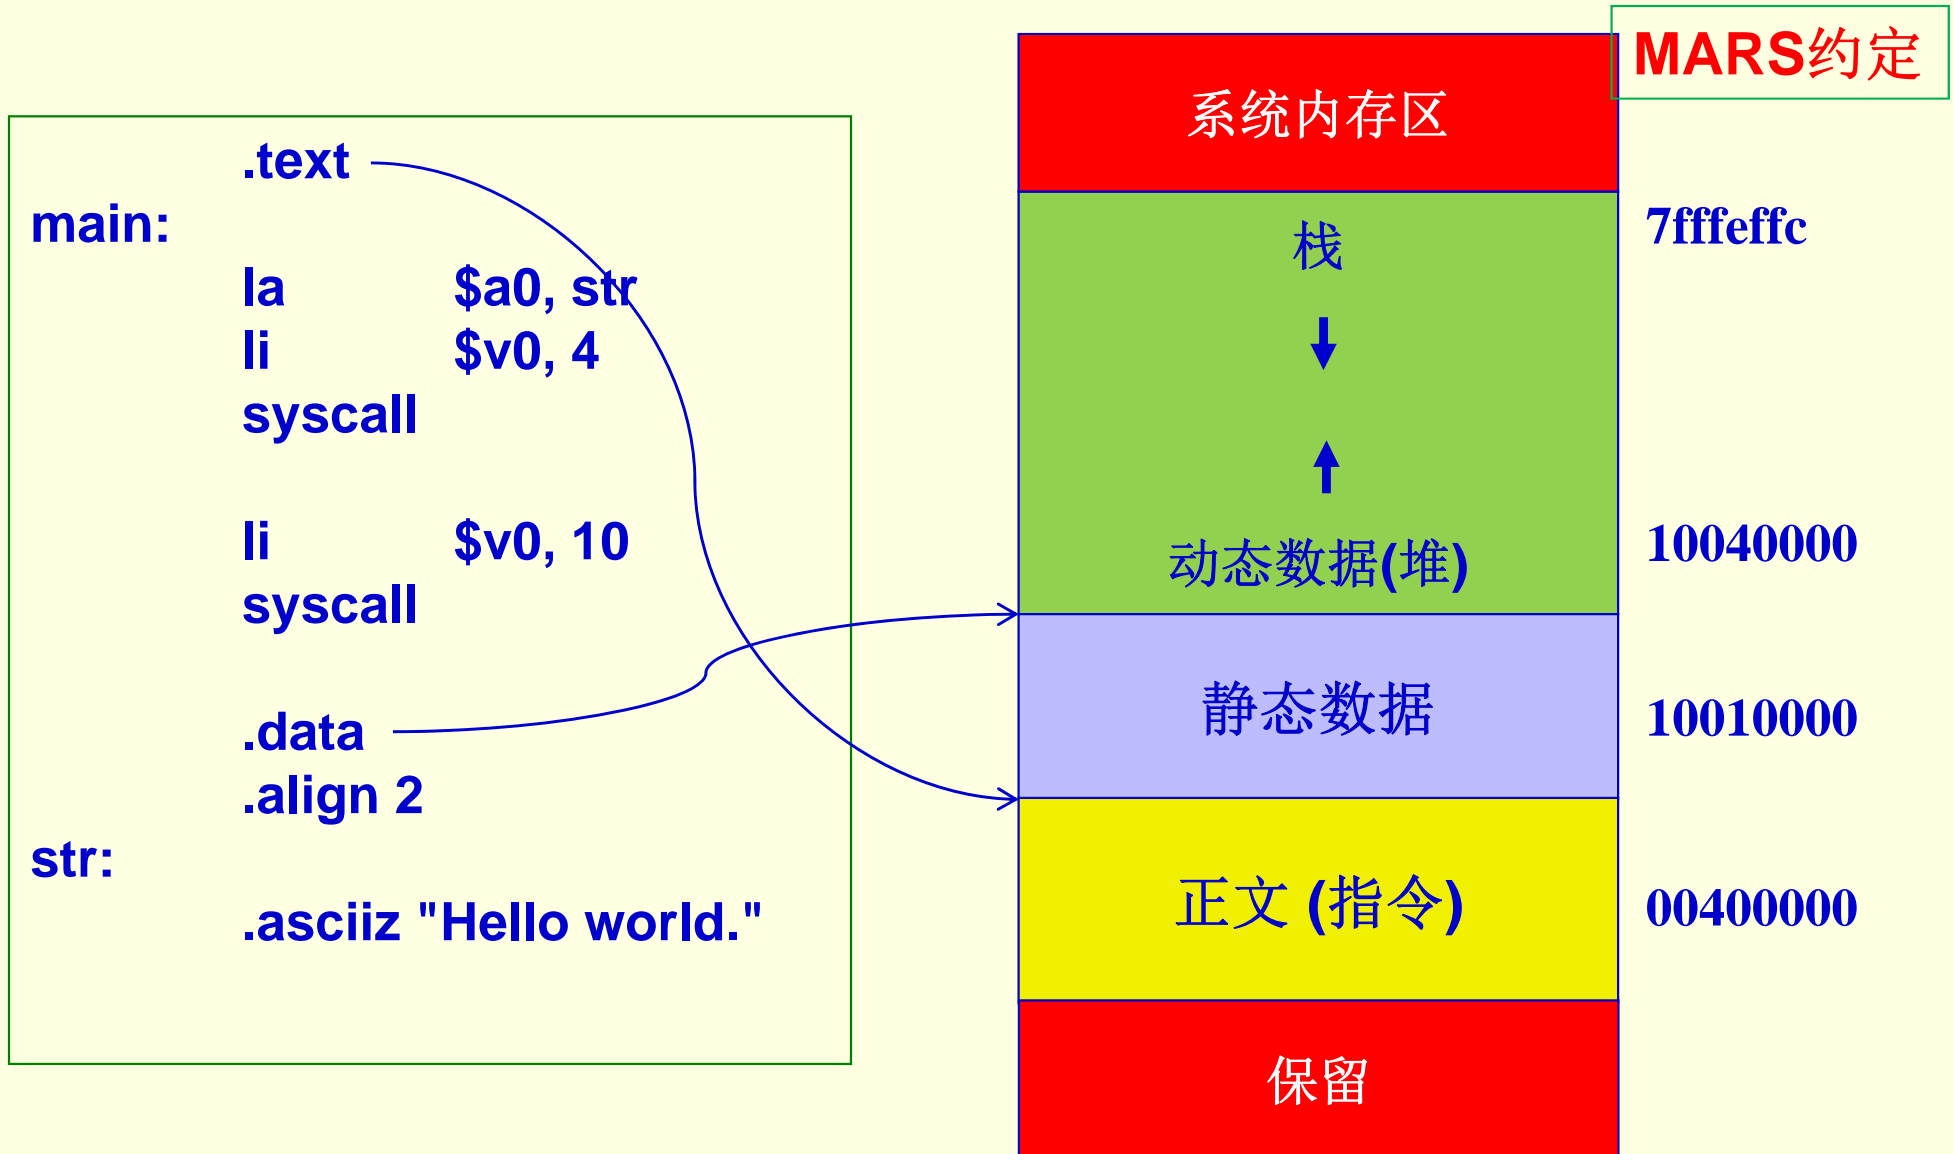 MARS约定
.text
main:
la $a0, str
li $v0, 4
syscall
li $v0, 10
syscall
.data
.align 2
str:
.asciiz "Hello world."
系统内存区
栈 7fffeffc
动态数据(堆) 10040000
静态数据 10010000
正文 (指令) 00400000
保留